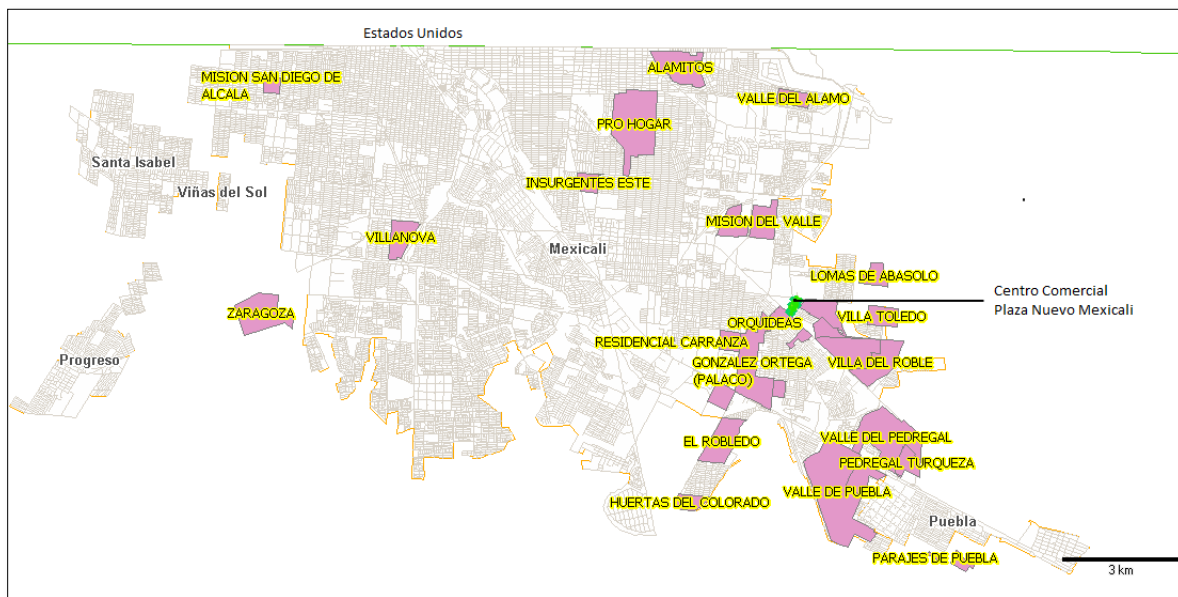 Estados Unidos
ALAMITOS
MISION SAN DIEGO DE
ALCALA
VALLE DEL ALAMO
PRO HOGAR
Santa Isabel
INSURGENTES ESTE
Viñas del Sol
MISION DEL VALLE
VILLANOVA
Mexicali
LOMAS DE ABASOLO
Centro Comercial
Plaza Nuevo Mexicali
ZARAGOZA
VILLA TOLEDO
ORQUIDEAS
RESIDENCIAL CARRANZA
Progreso
GONZALEZ ORTEGA
(PALACO)
VILLA DEL ROBLE
EL ROBLEDO
VALLE DEL PEDREGAL
PEDREGAL TURQUEZA
VALLE DE PUEBLA
HUERTAS DEL COLORADO
Puebla
PARAJES DE PUEBLA
3 km